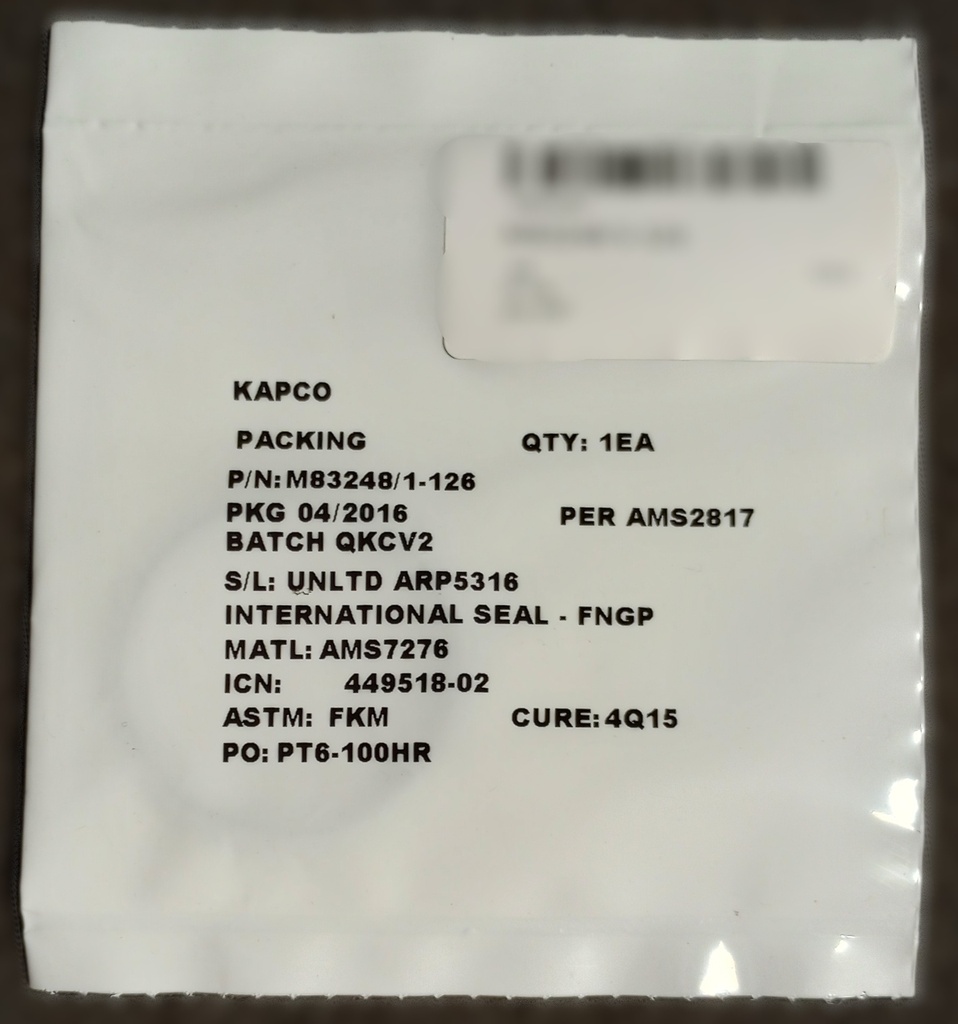 KAPCO
PACKING QTY: 1EA
P/N: M83248/1-126
PKG 04/2016 PER AMS2817
BATCH QKCV2
S/L: UNLTD ARP5316
INTERNATIONAL SEAL - FNGP
MATL: AMS7276
ICN: 449518-02
ASTM: FKM CURE: 4Q15
PO: PT6-100HR